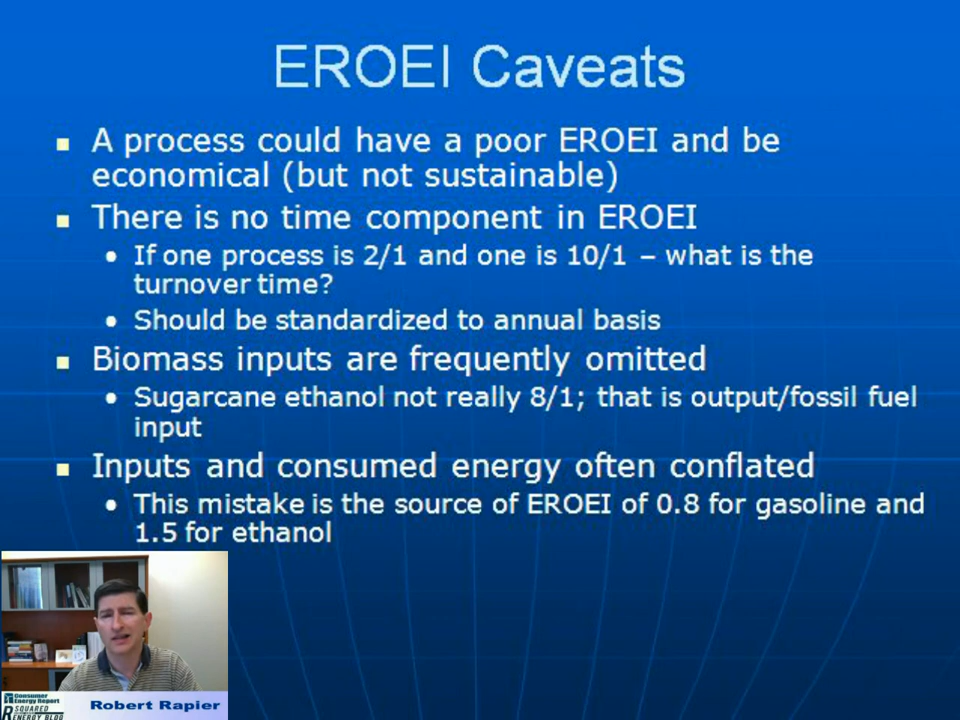 EROEI Caveats
A process could have a poor EROEI and be
economical (but not sustainable)
There is no time component in EROEI
If one process is 2/1 and one is 10/1 – what is the
turnover time?
Should be standardized to annual basis
Biomass inputs are frequently omitted
Sugarcane ethanol not really 8/1; that is output/fossil fuel
input
Inputs and consumed energy often conflated
This mistake is the source of EROEI of 0.8 for gasoline and
1.5 for ethanol
Consumer
Energy Report
R SQUARED
ENERGY BLOG
Robert Rapier